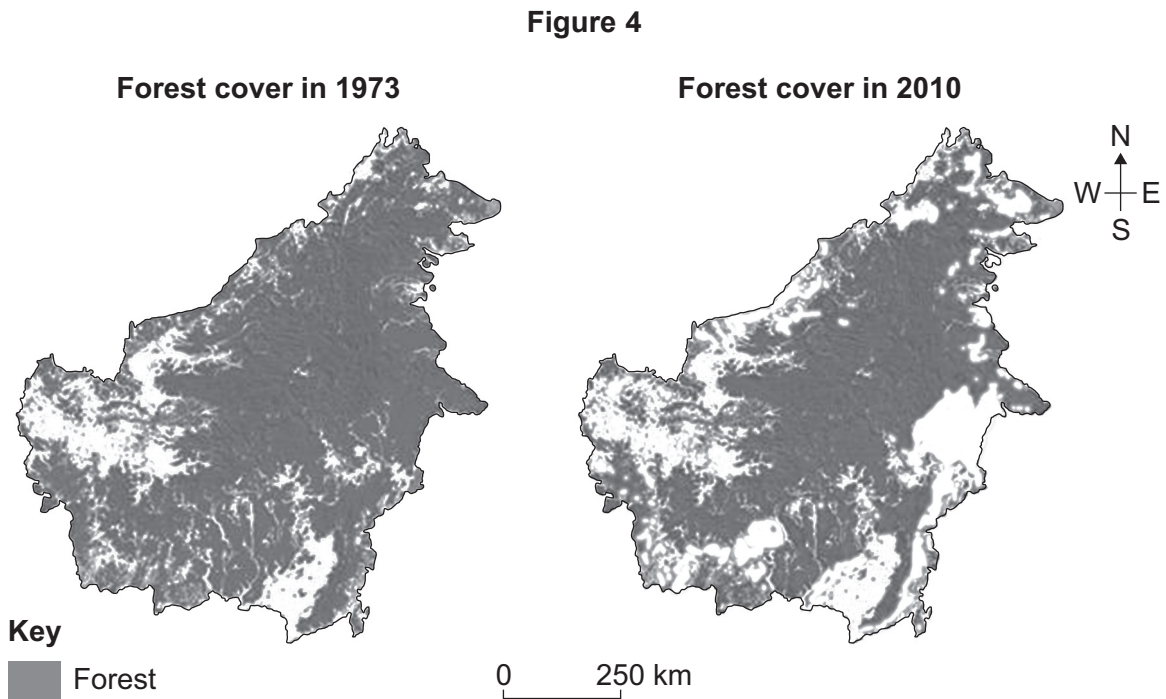 Figure 4
Forest cover in 1973
Forest cover in 2010
N
W E
S
Key
Forest
0 250 km